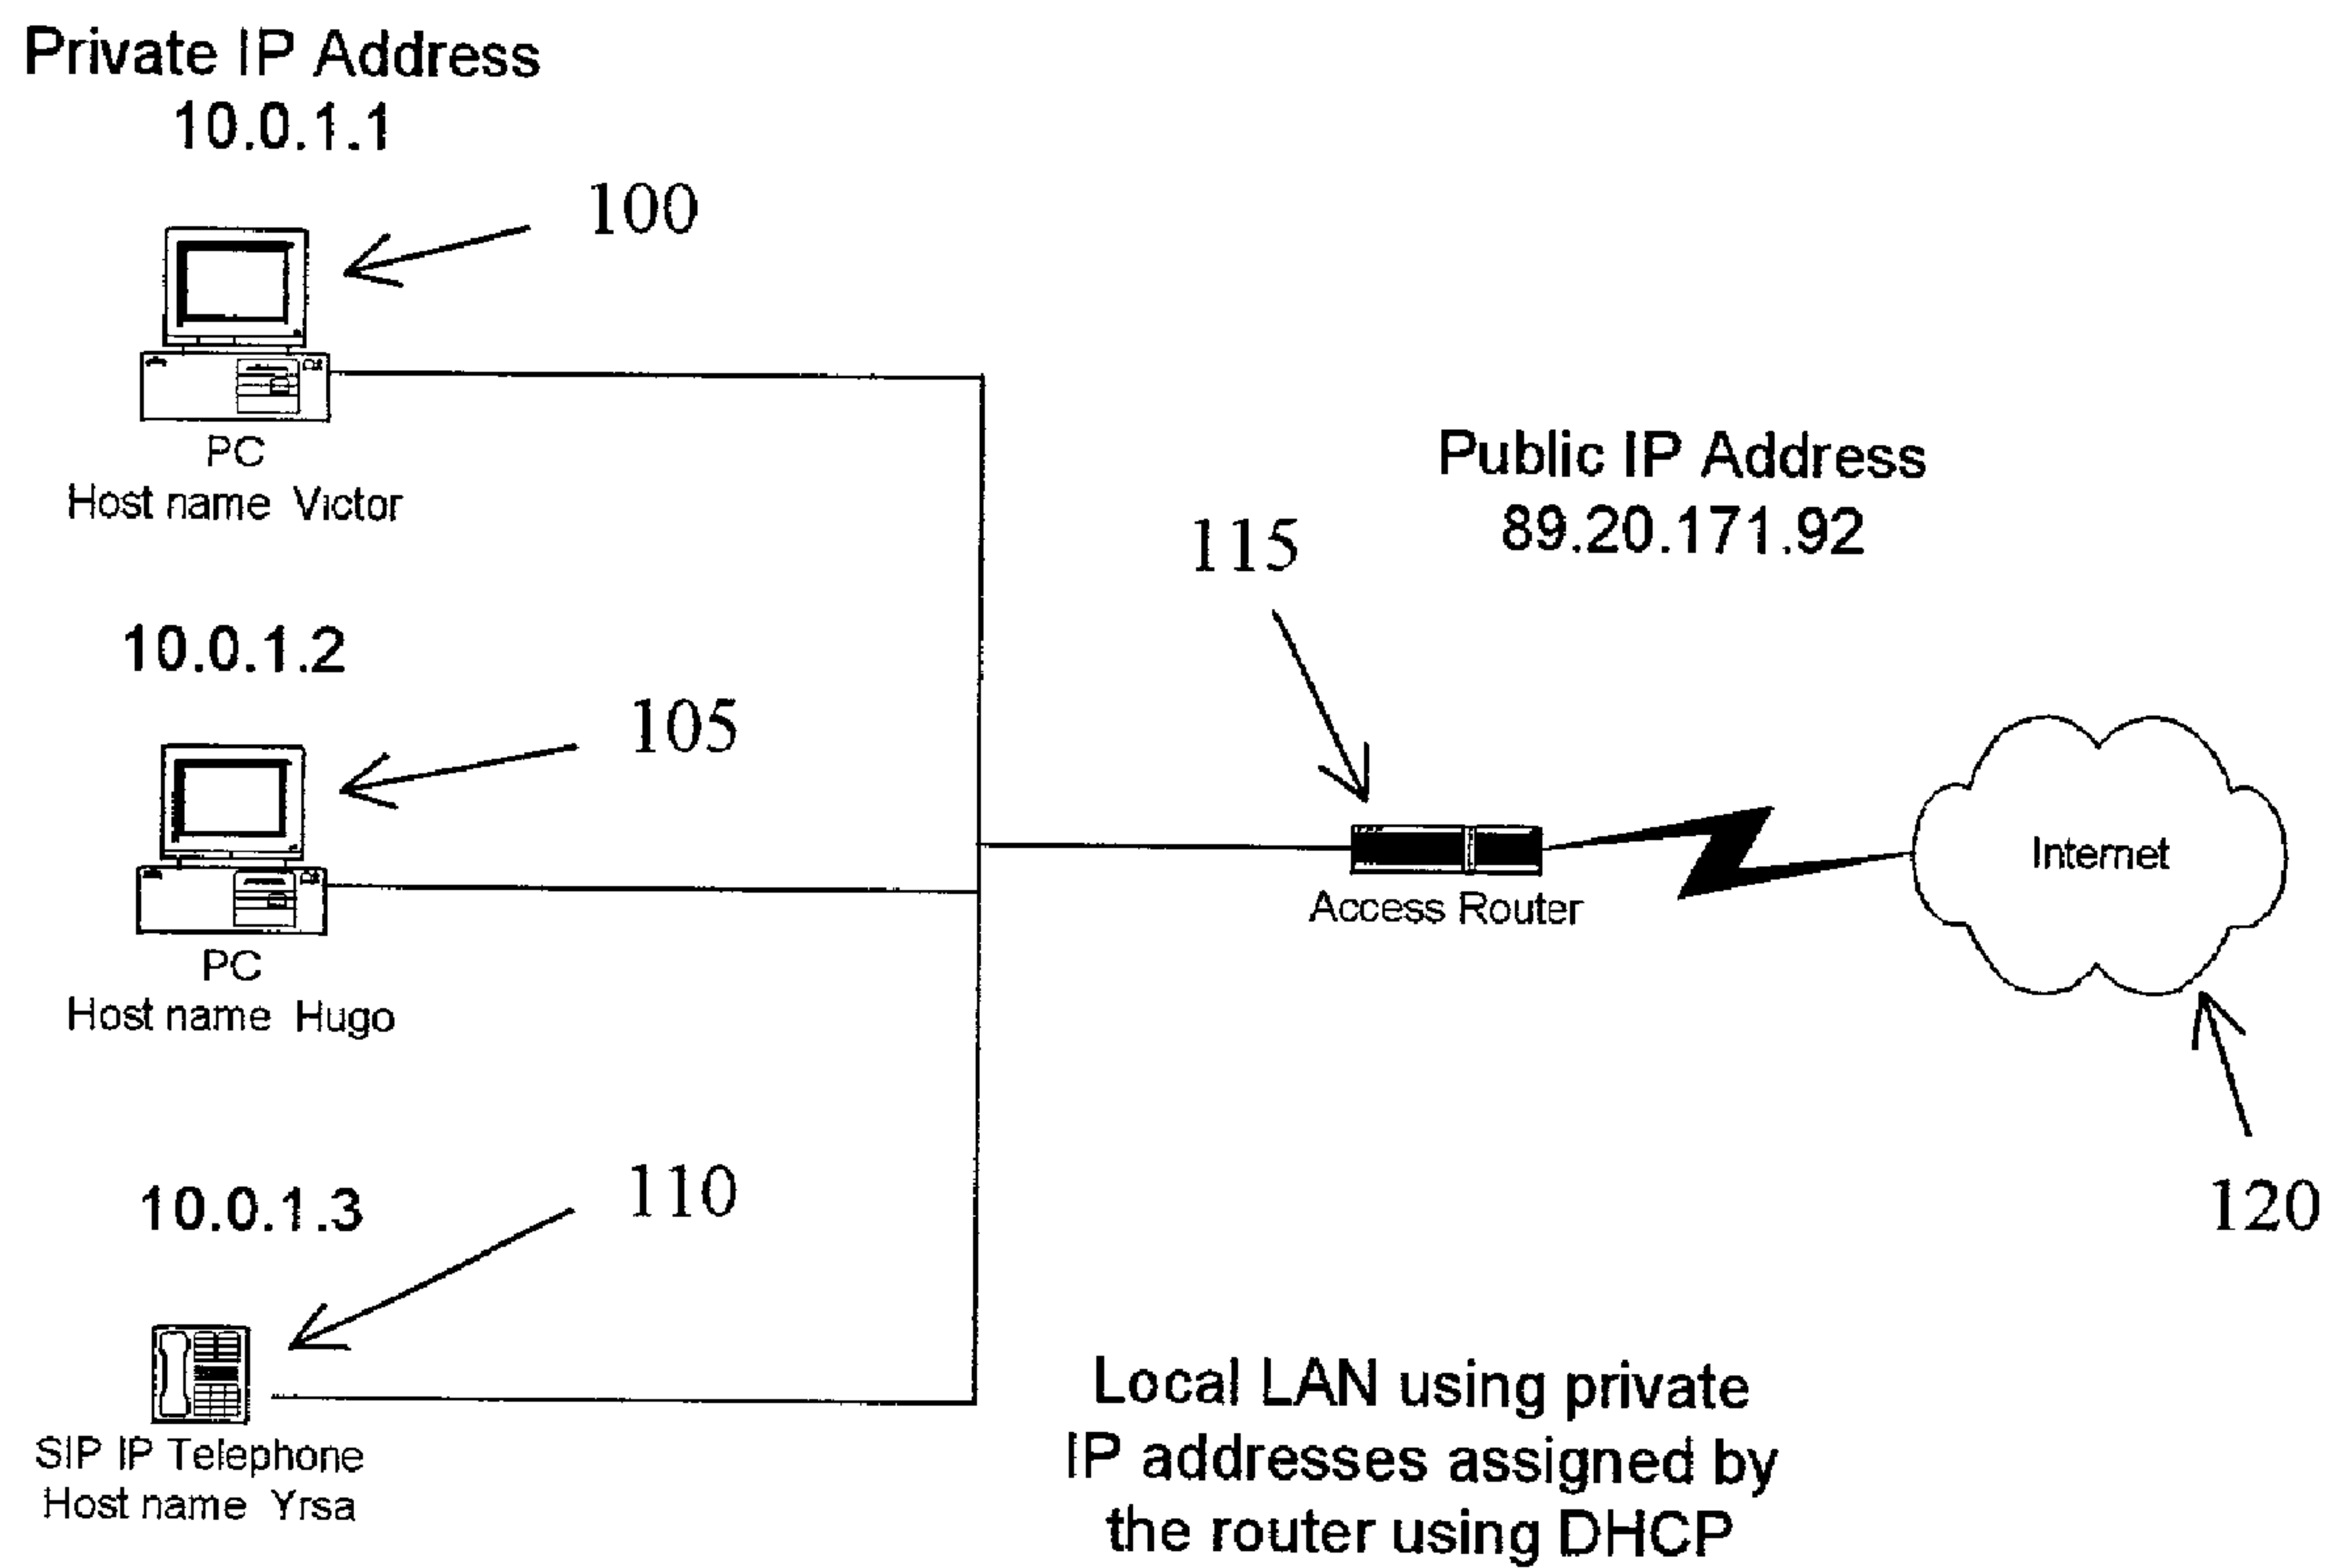 Private IP Address
10.0.1.1
100
PC
Host name Victor
Public IP Address
89.20.171.92
115
10.0.1.2
105
PC
Host name Hugo
Access Router
Internet
10.0.1.3
110
120
SIP IP Telephone
Host name Yrsa
Local LAN using private
IP addresses assigned by
the router using DHCP